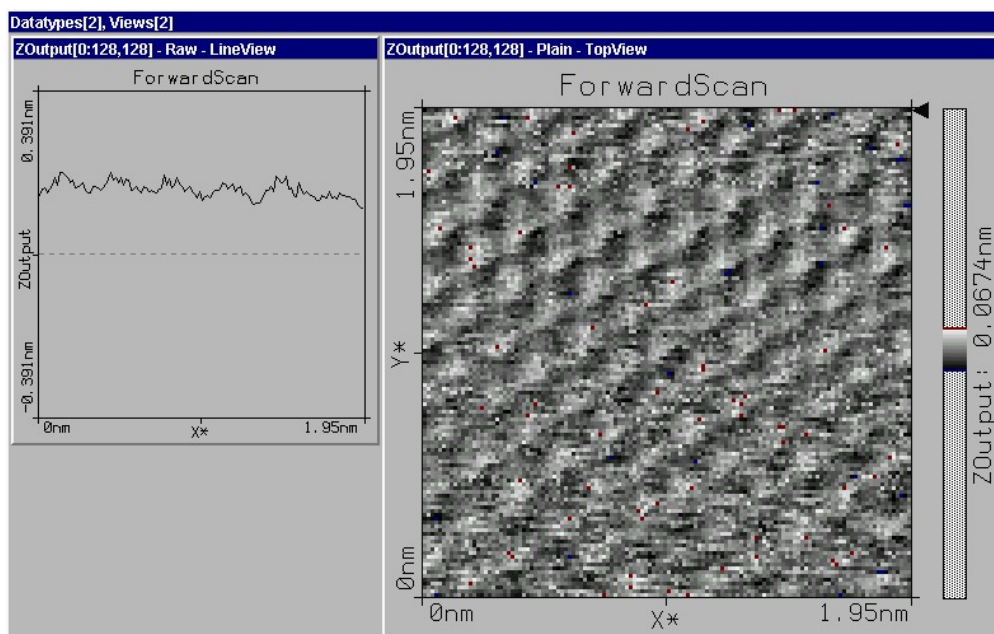 Datatypes[2], Views[2]
ZOutput[0:128,128] - Raw - LineView
ForwardScan
0.391nm
ZOutput
-0.391nm
0nm
X*
1.95nm
ZOutput[0:128,128] - Plain - TopView
ForwardScan
1.95nm
Y*
0nm
0nm
X*
1.95nm
ZOutput: 0.0674nm